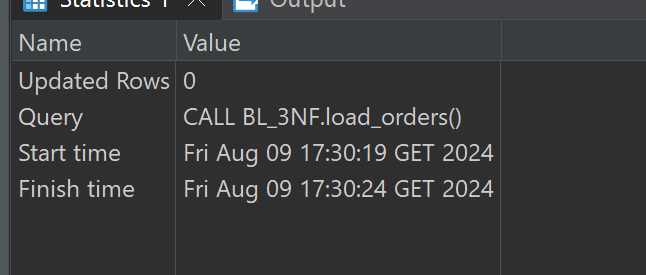 Statistics 1 Output
Name Value
Updated Rows 0
Query CALL BL_3NF.load_orders()
Start time Fri Aug 09 17:30:19 GET 2024
Finish time Fri Aug 09 17:30:24 GET 2024